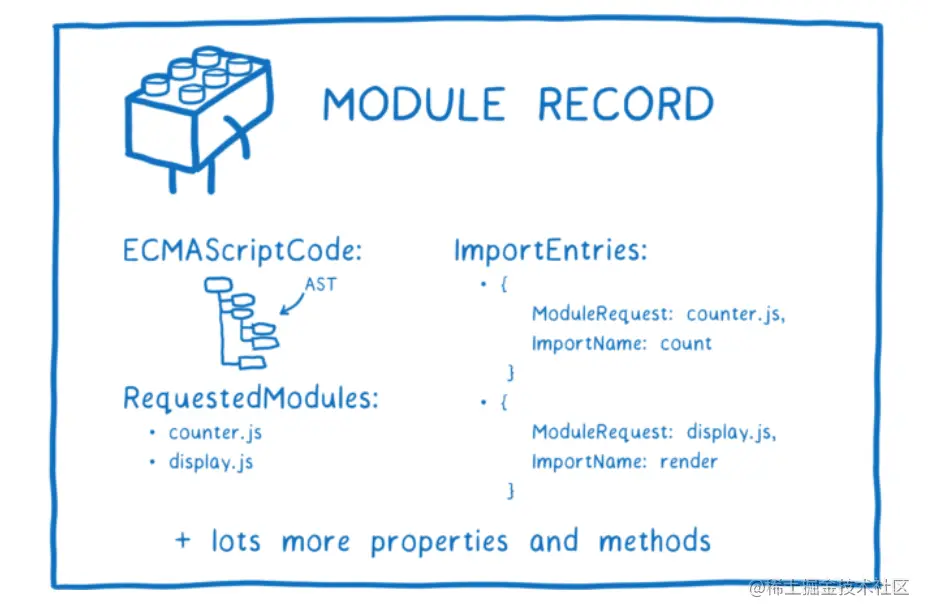 MODULE RECORD
ECMAScriptCode:
AST
RequestedModules:
• counter.js
• display.js
ImportEntries:
• {
ModuleRequest: counter.js,
ImportName: count
}
• {
ModuleRequest: display.js,
ImportName: render
}
+ lots more properties and methods
@稀土掘金技术社区